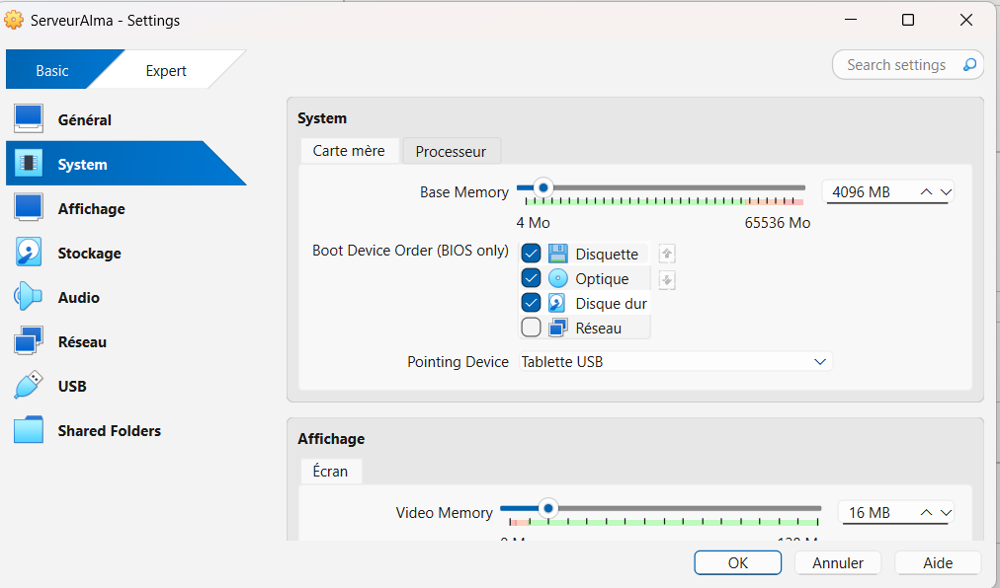 ServeurAlma - Settings
Basic
Expert
Search settings
Général
System
Affichage
Stockage
Audio
Réseau
USB
Shared Folders
System
Carte mère
Processeur
Base Memory
4096 MB
4 Mo
65536 Mo
Boot Device Order (BIOS only)
Disquette
Optique
Disque dur
Réseau
Pointing Device
Tablette USB
Affichage
Écran
Video Memory
16 MB
OK
Annuler
Aide